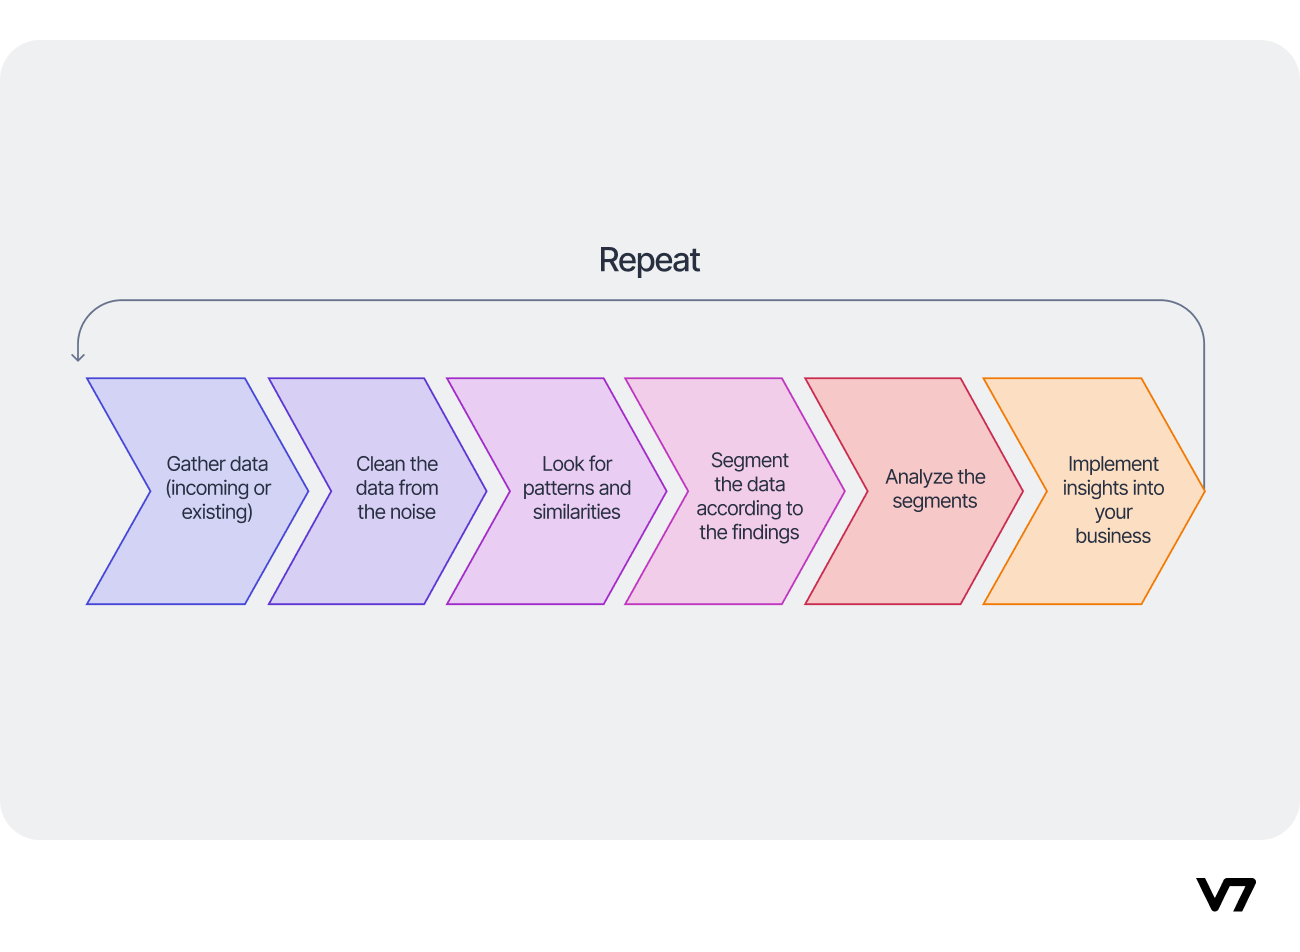 Repeat
Gather data
(incoming or
existing)
Clean the
data from
the noise
Look for
patterns and
similarities
Segment
the data
according to
the findings
Analyze the
segments
Implement
insights into
your
business
V7